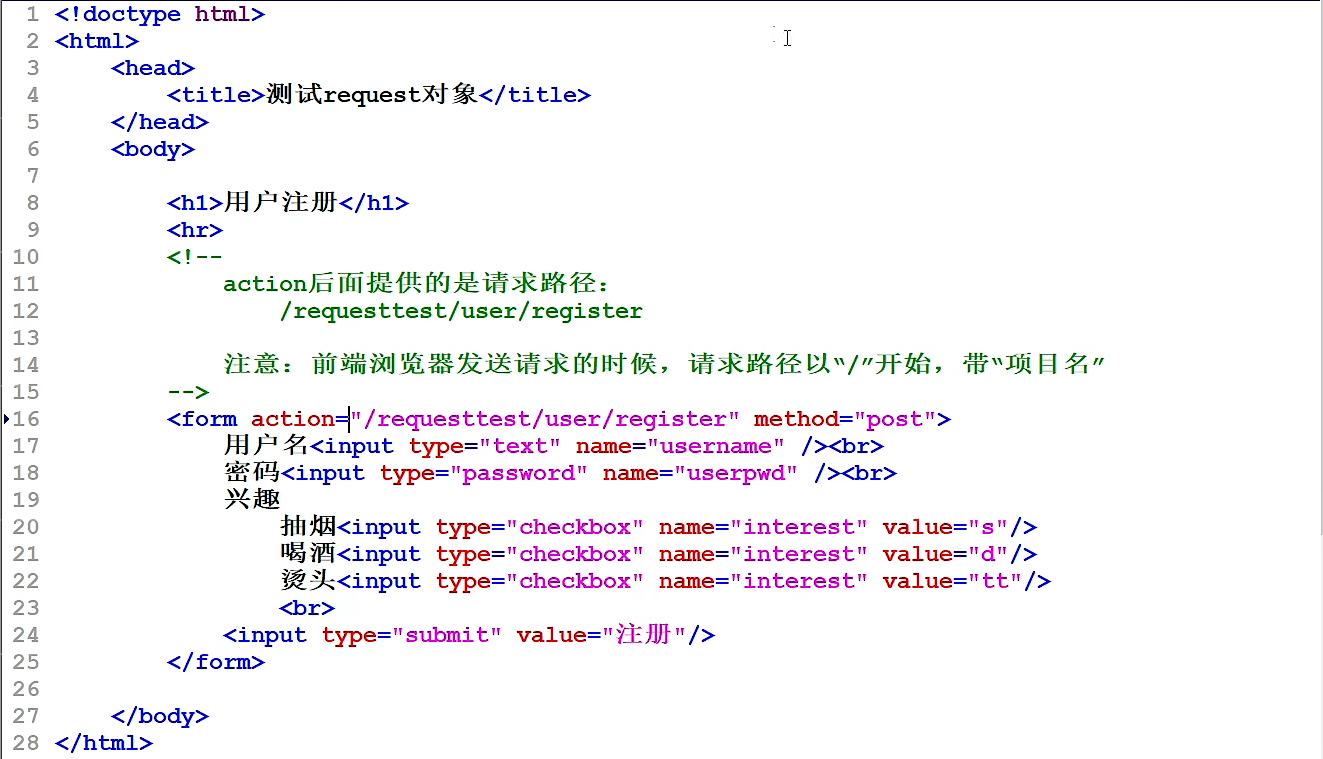 1 <!doctype html>
2 <html>
3 <head>
4 <title>测试request对象</title>
5 </head>
6 <body>
7
8 <h1>用户注册</h1>
9 <hr>
10 <!--
11 action后面提供的是请求路径：
12 /requesttest/user/register
13
14 注意：前端浏览器发送请求的时候，请求路径以“/”开始，带“项目名”
15 -->
16 <form action="/requesttest/user/register" method="post">
17 用户名<input type="text" name="username" /><br>
18 密码<input type="password" name="userpwd" /><br>
19 兴趣
20 抽烟<input type="checkbox" name="interest" value="s"/>
21 喝酒<input type="checkbox" name="interest" value="d"/>
22 烫头<input type="checkbox" name="interest" value="tt"/>
23 <br>
24 <input type="submit" value="注册"/>
25 </form>
26
27 </body>
28 </html>